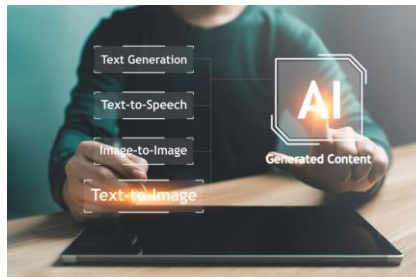 Text Generation
Text-to-Speech
Image-to-Image
Text-to-Image
AI
Generated Content